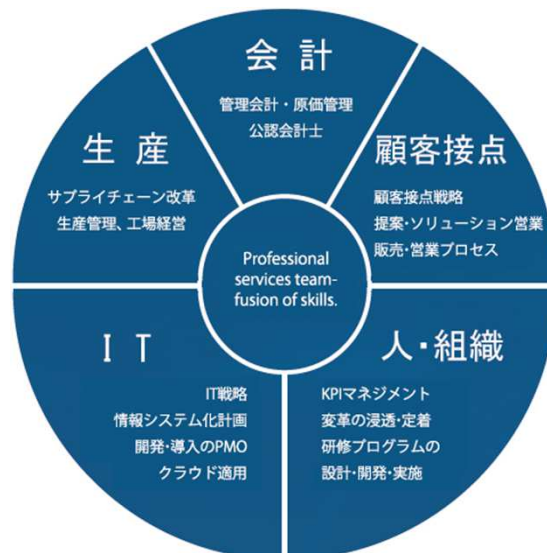 会 計
管理会計・原価管理
公認会計士
顧客接点
顧客接点戦略
提案・ソリューション営業
販売・営業プロセス
人・組織
KPIマネジメント
変革の浸透・定着
研修プログラムの
設計・開発・実施
I T
IT戦略
情報システム化計画
開発・導入のPMO
クラウド適用
生 産
サプライチェーン改革
生産管理、工場経営
Professional
services team-
fusion of skills.